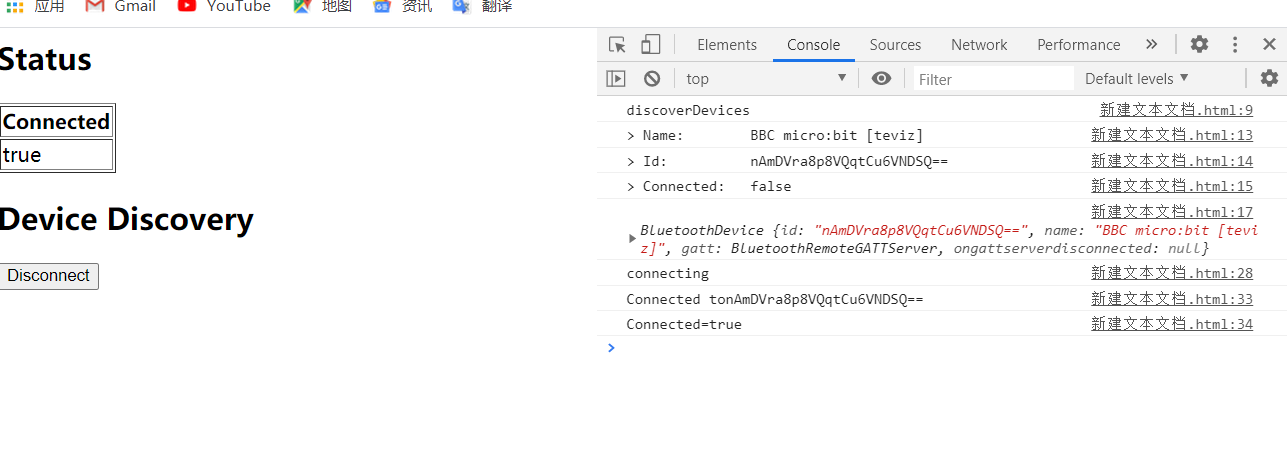 应用 Gmail YouTube 地图 资讯 翻译
Status
Connected
true
Device Discovery
Disconnect
Elements Console Sources Network Performance »
top ▼ Filter Default levels ▼
discoverDevices 新建文本文档.html:9
> Name: BBC micro:bit [teviz] 新建文本文档.html:13
> Id: nAmDVra8p8VQqtCu6VNDSQ== 新建文本文档.html:14
> Connected: false 新建文本文档.html:15
新建文本文档.html:17
BluetoothDevice {id: "nAmDVra8p8VQqtCu6VNDSQ==", name: "BBC micro:bit [tevi
z]", gatt: BluetoothRemoteGATTServer, ongattserverdisconnected: null}
connecting 新建文本文档.html:28
Connected tonAmDVra8p8VQqtCu6VNDSQ== 新建文本文档.html:33
Connected=true 新建文本文档.html:34
>